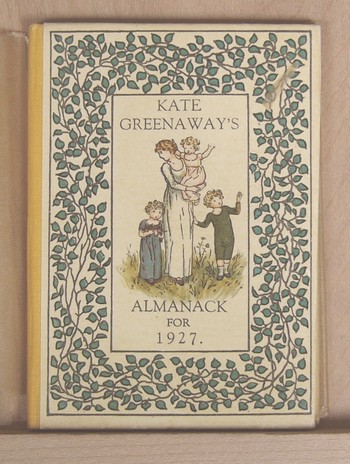 KATE
GREENAWAY'S
ALMANACK
FOR
1927.